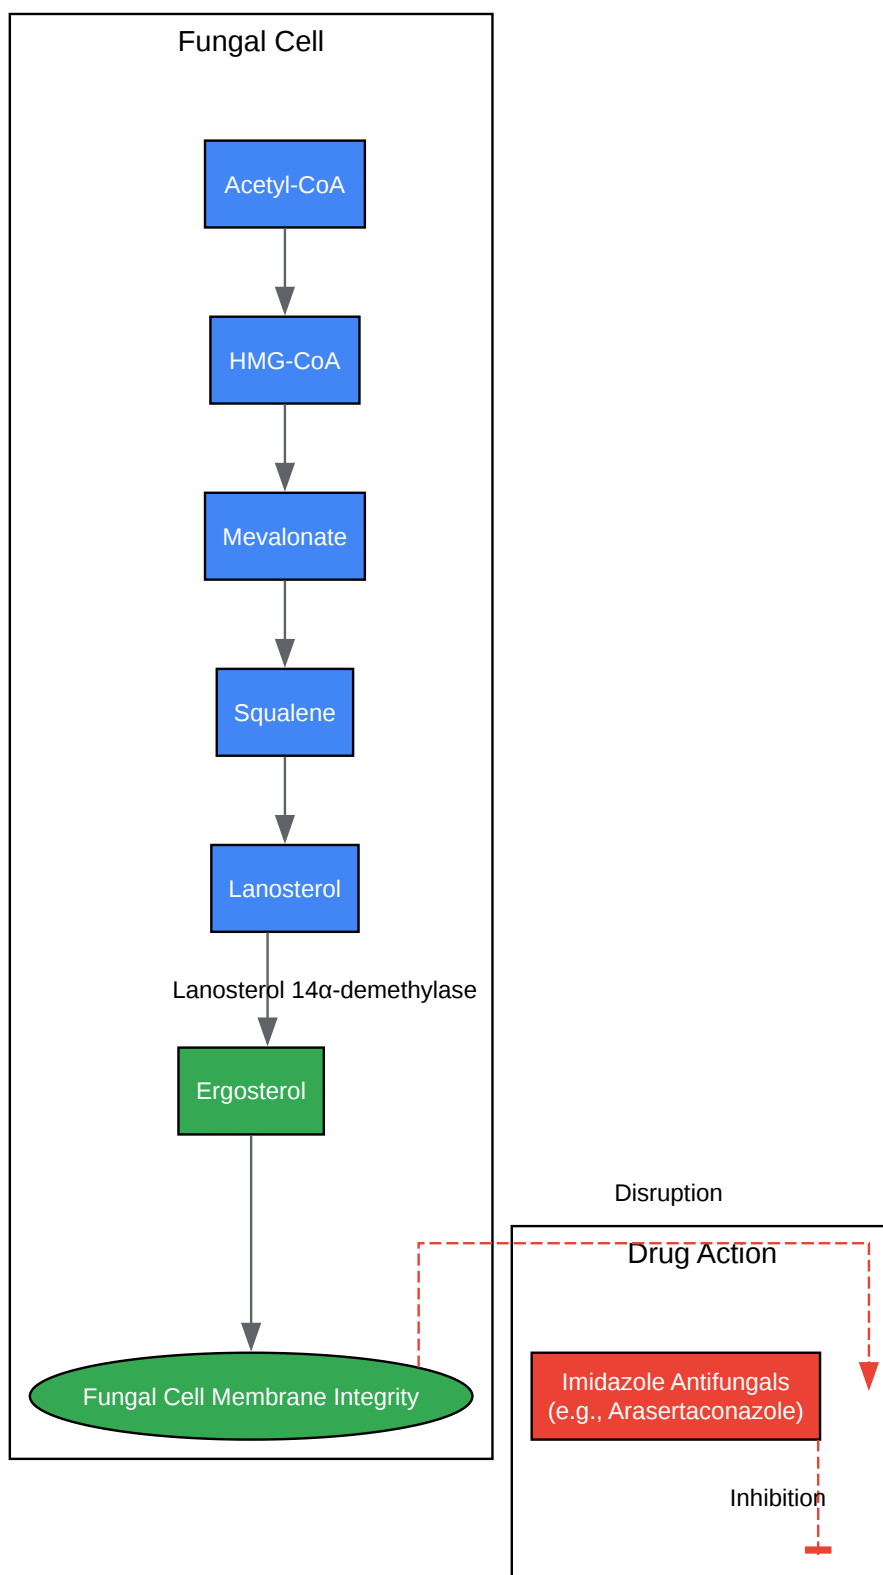 Fungal Cell
Acetyl-CoA
HMG-CoA
Mevalonate
Squalene
Lanosterol
Lanosterol 14α-demethylase
Ergosterol
Fungal Cell Membrane Integrity
Disruption
Drug Action
Imidazole Antifungals
(e.g., Arasertaconazole)
Inhibition